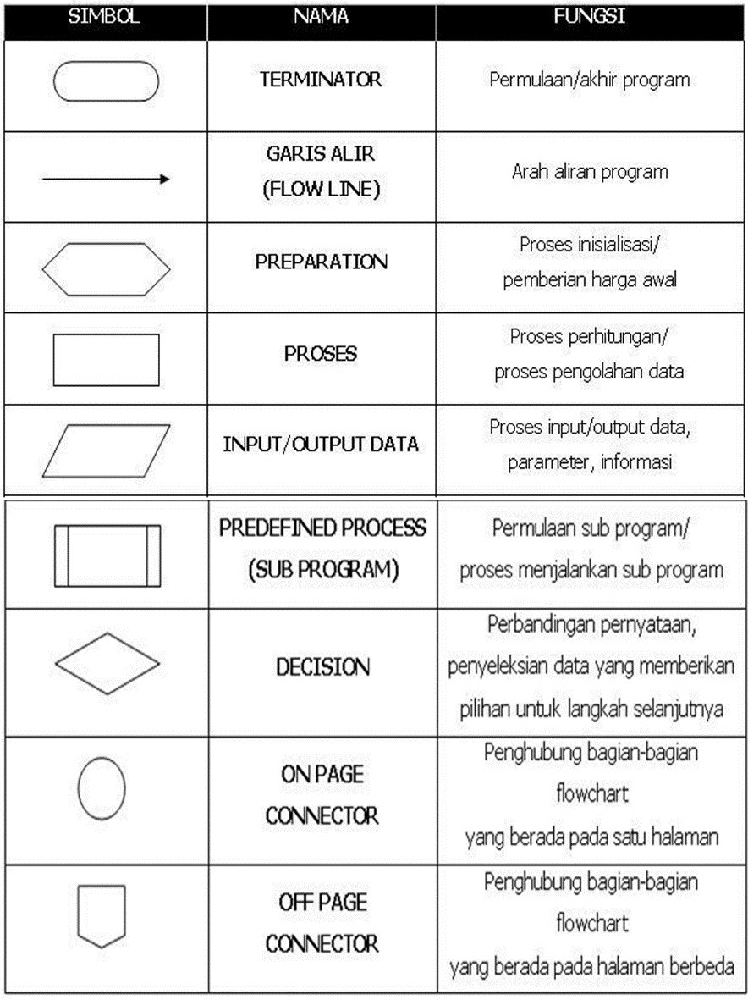 SIMBOL NAMA FUNGSI
TERMINATOR Permulaan/akhir program
GARIS ALIR
(FLOW LINE)
Arah aliran program
PREPARATION
Proses inisialisasi/
pemberian harga awal
PROSES
Proses perhitungan/
proses pengolahan data
INPUT/OUTPUT DATA
Proses input/output data,
parameter, informasi
PREDEFINED PROCESS
(SUB PROGRAM)
Permulaan sub program/
proses menjalankan sub program
DECISION
Perbandingan pernyataan,
penyeleksian data yang memberikan
pilihan untuk langkah selanjutnya
ON PAGE
CONNECTOR
Penghubung bagian-bagian
flowchart
yang berada pada satu halaman
OFF PAGE
CONNECTOR
Penghubung bagian-bagian
flowchart
yang berada pada halaman berbeda